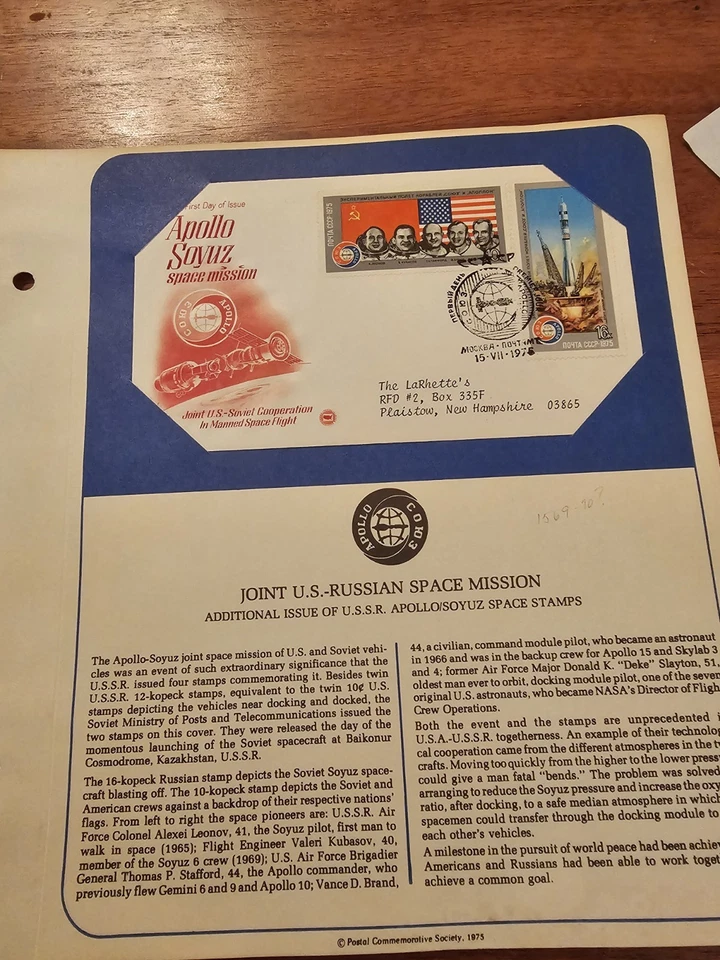 First Day of Issue
Apollo
Soyuz
space mission
СОЮЗ APOLLO
Joint U.S.-Soviet Cooperation
In Manned Space Flight
ЭКСПЕРИМЕНТАЛЬНЫЙ ПОЛЕТ КОРАБЛЕЙ „СОЮЗ" И „АПОЛЛОН"
ПОЧТА СССР 1975
16к
ПОЧТА СССР·1975
ПЕРВЫЙ ДЕНЬ
СОЮЗ
МОСКВА · ПОЧТАМТ
15·VII·1975
The LaRhette's
RFD #2, Box 335F
Plaistow, New Hampshire 03865
1569-70?
APOLLO СОЮЗ
JOINT U.S.-RUSSIAN SPACE MISSION
ADDITIONAL ISSUE OF U.S.S.R. APOLLO/SOYUZ SPACE STAMPS
The Apollo-Soyuz joint space mission of U.S. and Soviet vehi-
cles was an event of such extraordinary significance that the
U.S.S.R. issued four stamps commemorating it. Besides twin
U.S.S.R. 12-kopeck stamps, equivalent to the twin 10¢ U.S.
stamps depicting the vehicles near docking and docked, the
Soviet Ministry of Posts and Telecommunications issued the
two stamps on this cover. They were released the day of the
momentous launching of the Soviet spacecraft at Baikonur
Cosmodrome, Kazakhstan, U.S.S.R.
The 16-kopeck Russian stamp depicts the Soviet Soyuz space-
craft blasting off. The 10-kopeck stamp depicts the Soviet and
American crews against a backdrop of their respective nations'
flags. From left to right the space pioneers are: U.S.S.R. Air
Force Colonel Alexei Leonov, 41, the Soyuz pilot, first man to
walk in space (1965); Flight Engineer Valeri Kubasov, 40,
member of the Soyuz 6 crew (1969); U.S. Air Force Brigadier
General Thomas P. Stafford, 44, the Apollo commander, who
previously flew Gemini 6 and 9 and Apollo 10; Vance D. Brand,
44, a civilian, command module pilot, who became an astronaut
in 1966 and was in the backup crew for Apollo 15 and Skylab 3
and 4; former Air Force Major Donald K. "Deke" Slayton, 51,
oldest man ever to orbit, docking module pilot, one of the seven
original U.S. astronauts, who became NASA's Director of Flight
Crew Operations.
Both the event and the stamps are unprecedented i
U.S.A.-U.S.S.R. togetherness. An example of their technolog
cal cooperation came from the different atmospheres in the tw
crafts. Moving too quickly from the higher to the lower press
could give a man fatal "bends." The problem was solved
arranging to reduce the Soyuz pressure and increase the oxy
ratio, after docking, to a safe median atmosphere in which
spacemen could transfer through the docking module to
each other's vehicles.
A milestone in the pursuit of world peace had been achiev
Americans and Russians had been able to work toget
achieve a common goal.
© Postal Commemorative Society, 1975